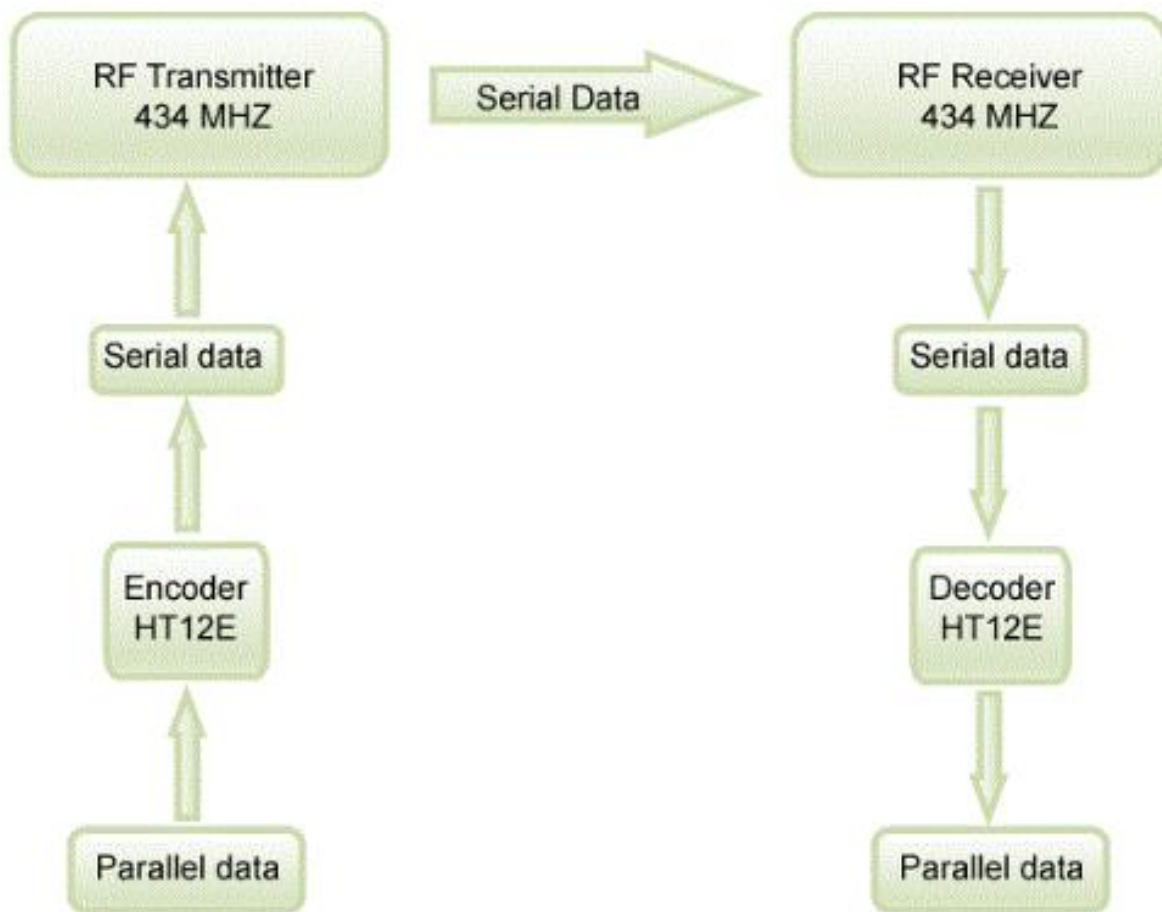 RF Transmitter
434 MHZ
Serial Data
RF Receiver
434 MHZ
Serial data
Serial data
Encoder
HT12E
Decoder
HT12E
Parallel data
Parallel data